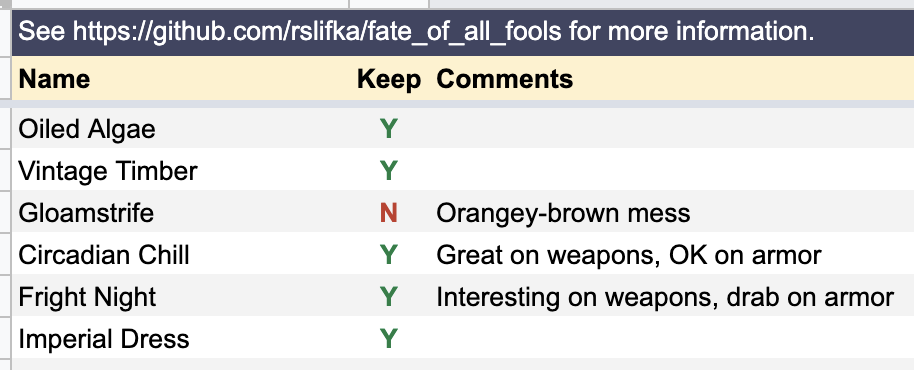 See https://github.com/rslifka/fate_of_all_fools for more information.
Name Keep Comments
Oiled Algae Y
Vintage Timber Y
Gloamstrife N Orangey-brown mess
Circadian Chill Y Great on weapons, OK on armor
Fright Night Y Interesting on weapons, drab on armor
Imperial Dress Y